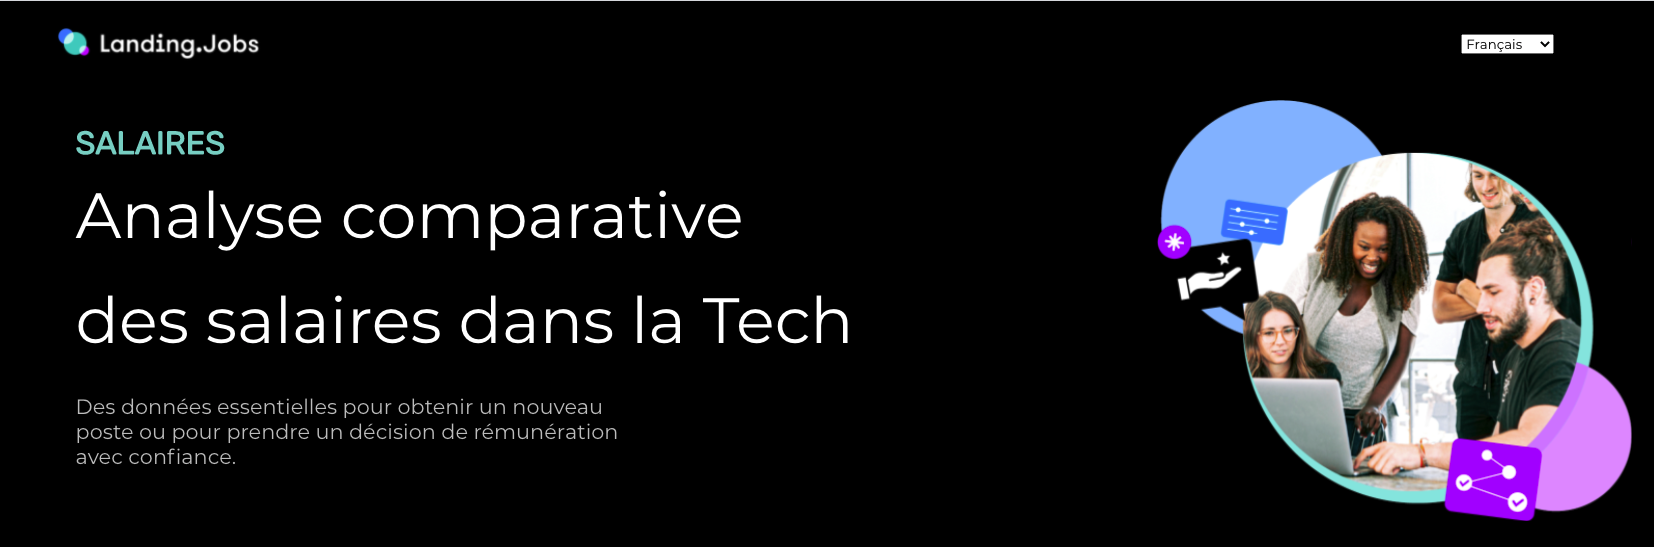 Landing.Jobs
Français
SALAIRES
Analyse comparative
des salaires dans la Tech
Des données essentielles pour obtenir un nouveau
poste ou pour prendre un décision de rémunération
avec confiance.